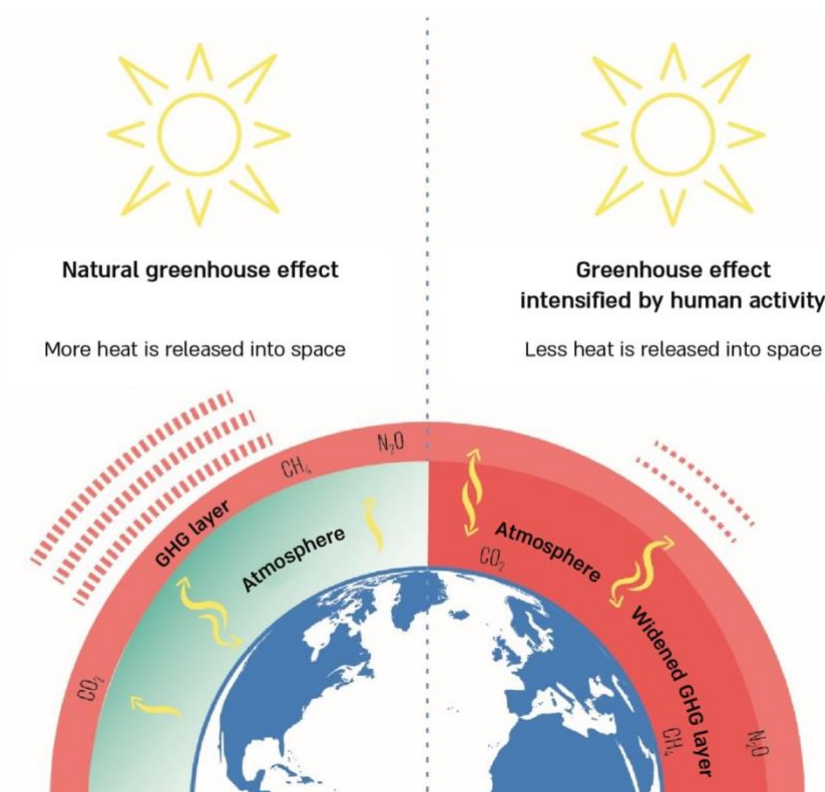 Natural greenhouse effect
More heat is released into space
Greenhouse effect
intensified by human activity
Less heat is released into space
N₂O
CH₄
GHG layer
Atmosphere
CO₂
Atmosphere
CO₂
Widened GHG layer
CH₄
N₂O